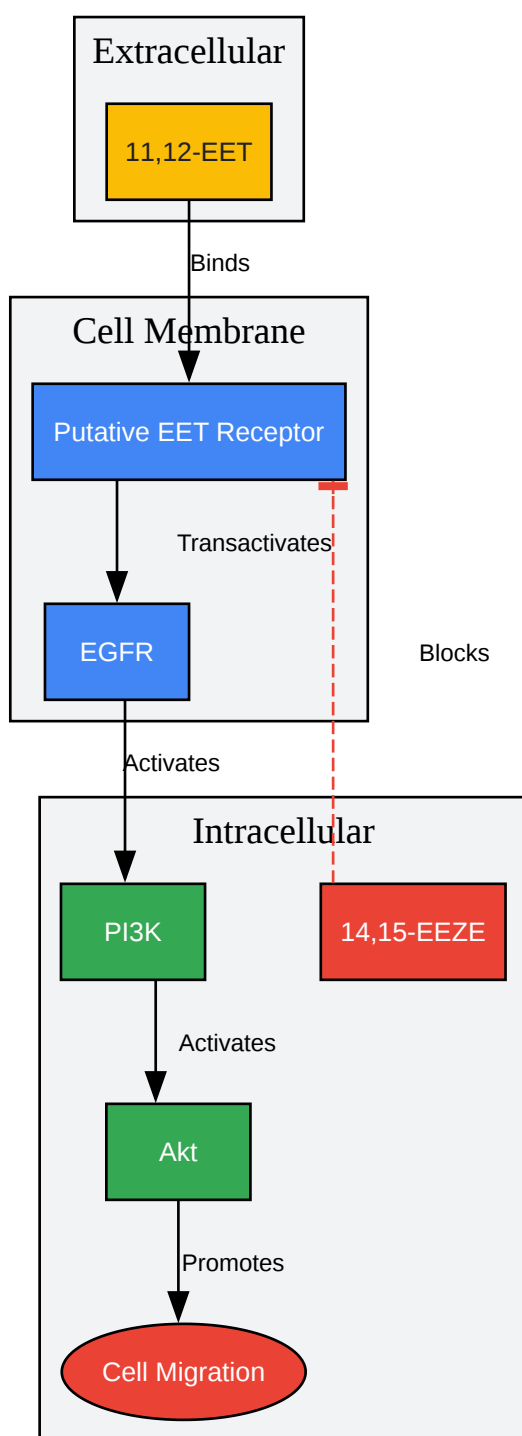 Extracellular
11,12-EET
Binds
Cell Membrane
Putative EET Receptor
Transactivates
EGFR
Blocks
Activates
Intracellular
PI3K
14,15-EEZE
Activates
Akt
Promotes
Cell Migration